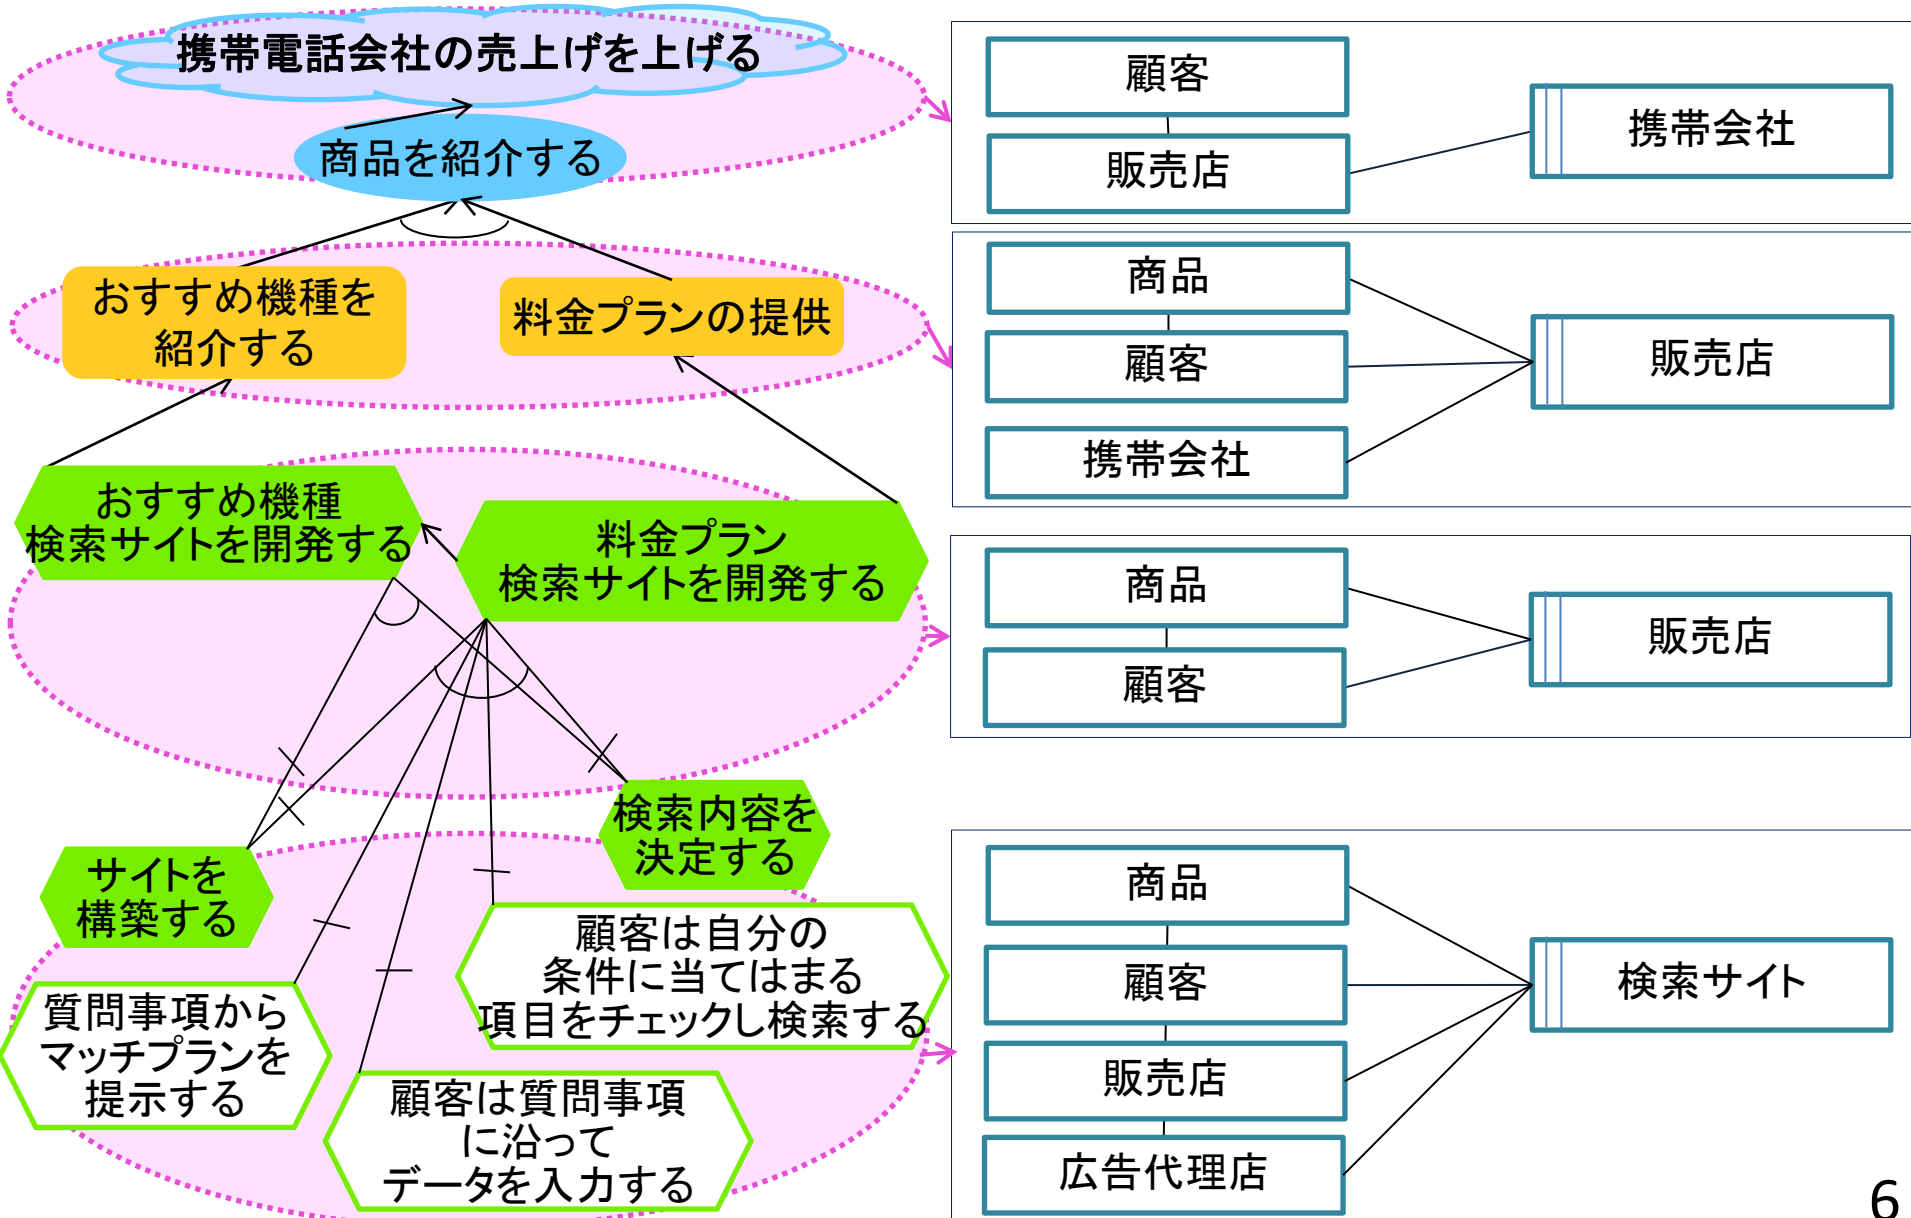 携帯電話会社の売上げを上げる
商品を紹介する
おすすめ機種を
紹介する
料金プランの提供
おすすめ機種
検索サイトを開発する
料金プラン
検索サイトを開発する
検索内容を
決定する
サイトを
構築する
顧客は自分の
条件に当てはまる
項目をチェックし検索する
質問事項から
マッチプランを
提示する
顧客は質問事項
に沿って
データを入力する
顧客
販売店
携帯会社
商品
顧客
携帯会社
販売店
商品
顧客
販売店
商品
顧客
販売店
広告代理店
検索サイト
6